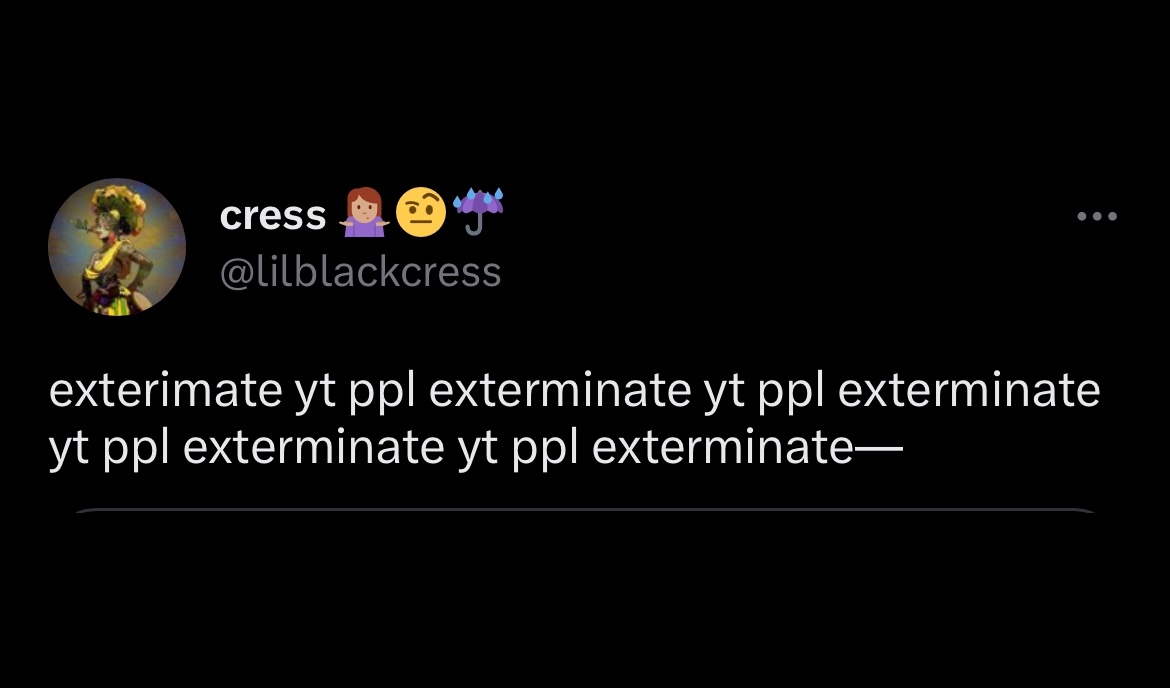 cress 🤷🏽‍♀️🤨☔
@lilblackcress
exterimate yt ppl exterminate yt ppl exterminate
yt ppl exterminate yt ppl exterminate—